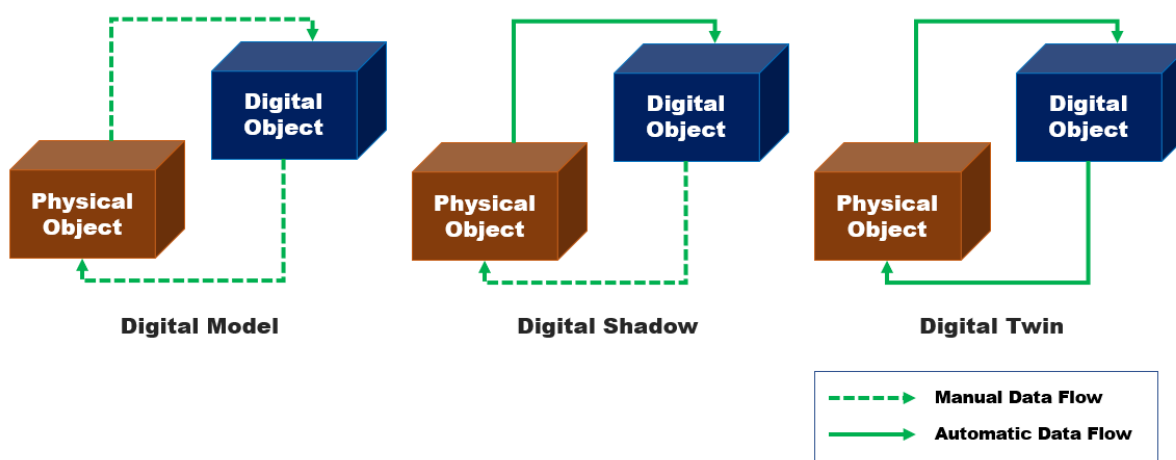 Digital
Object
Physical
Object
Digital Model
Digital
Object
Physical
Object
Digital Shadow
Digital
Object
Physical
Object
Digital Twin
Manual Data Flow
Automatic Data Flow